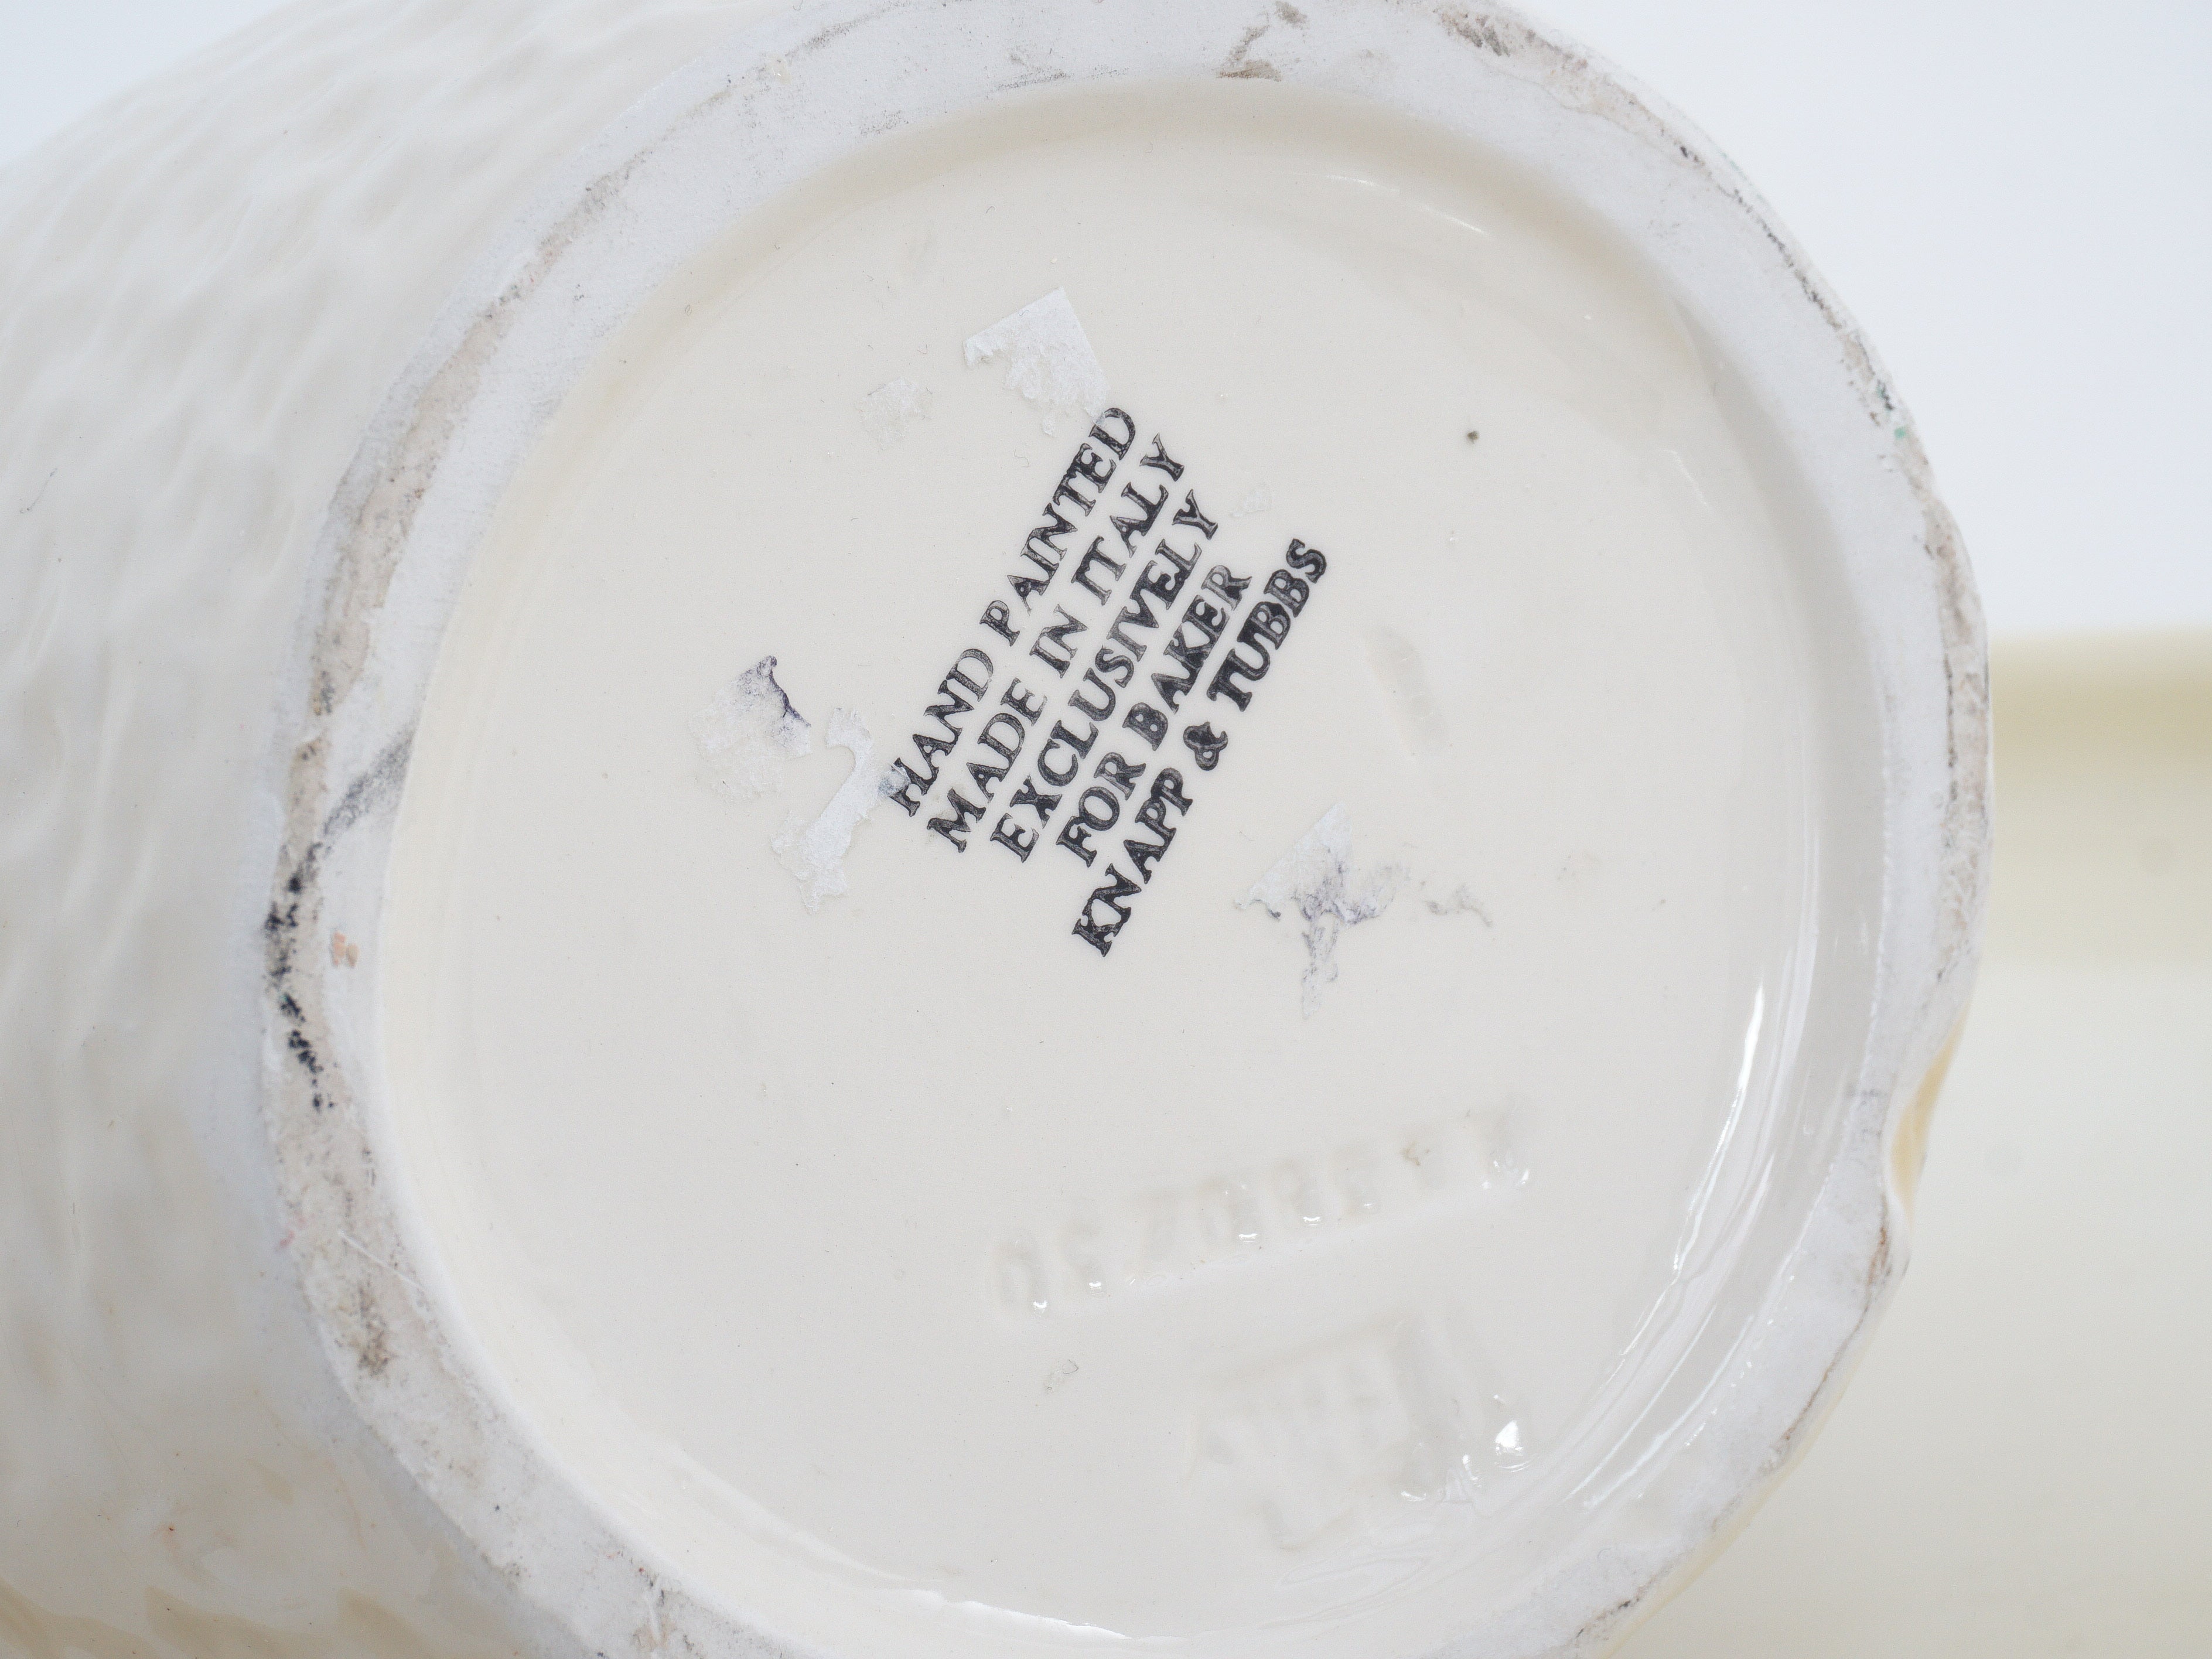 HAND PAINTED
MADE IN ITALY
EXCLUSIVELY
FOR BAKER
KNAPP & TUBBS